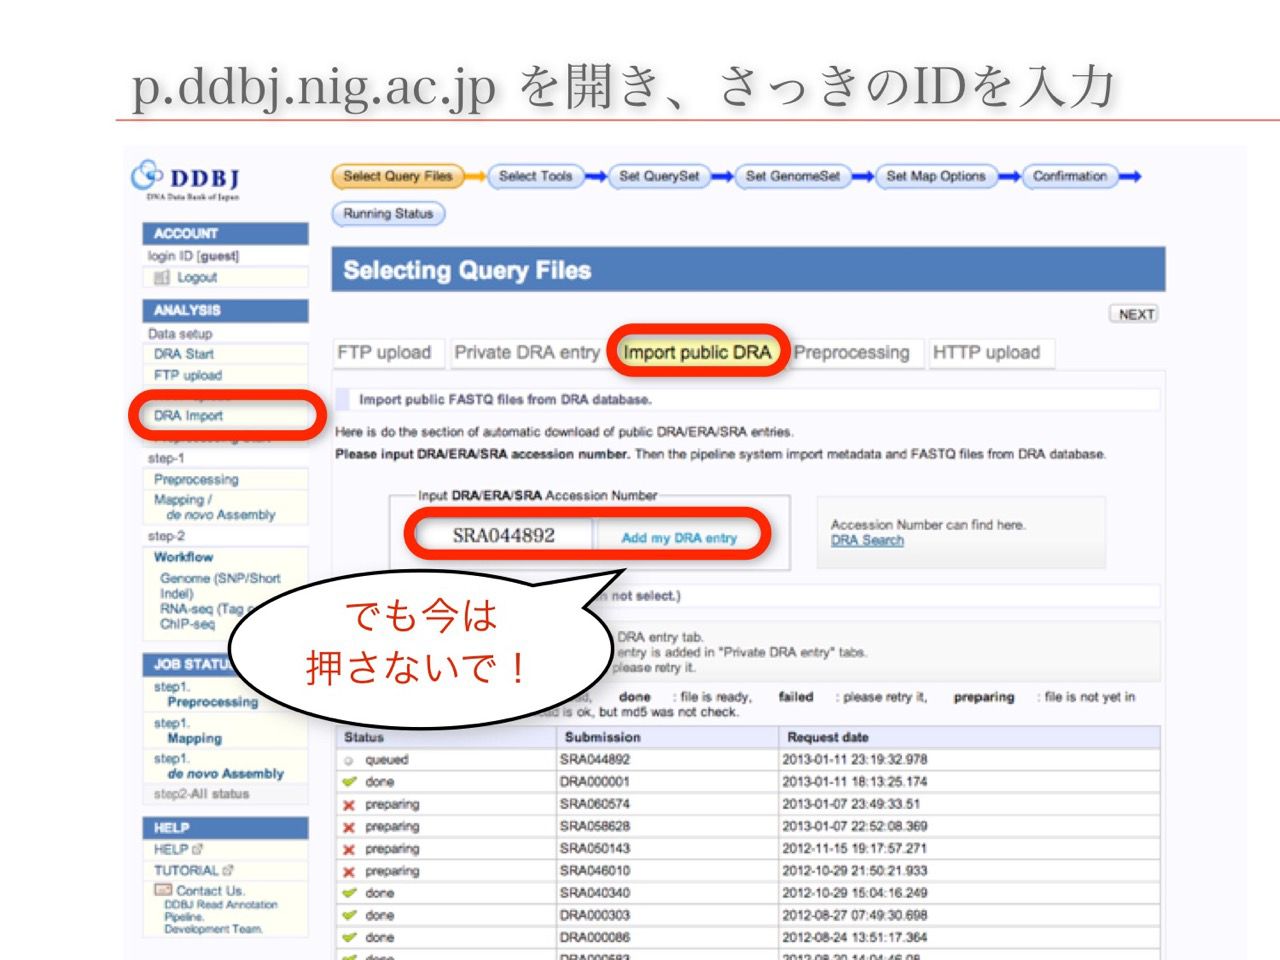 p.ddbj.nig.ac.jp を開き、さっきのIDを入力
DDBJ
DNA Data Bank of Japan
Select Query Files
Select Tools
Set QuerySet
Set GenomeSet
Set Map Options
Confirmation
Running Status
ACCOUNT
login ID [guest]
Logout
ANALYSIS
Data setup
DRA Start
FTP upload
DRA Import
step-1
Preprocessing
Mapping /
de novo Assembly
step-2
Workflow
Genome (SNP/Short
Indel)
RNA-seq (Tag
ChIP-seq
JOB STATU
step1.
Preprocessing
step1.
Mapping
step1.
de novo Assembly
step2-All status
HELP
HELP
TUTORIAL
Contact Us.
DDBJ Read Annotation
Pipeline.
Development Team.
Selecting Query Files
NEXT
FTP upload
Private DRA entry
Import public DRA
Preprocessing
HTTP upload
Import public FASTQ files from DRA database.
Here is do the section of automatic download of public DRA/ERA/SRA entries.
Please input DRA/ERA/SRA accession number. Then the pipeline system import metadata and FASTQ files from DRA database.
Input DRA/ERA/SRA Accession Number
SRA044892
Add my DRA entry
Accession Number can find here.
DRA Search
でも今は
押さないで！
not select.)
DRA entry tab.
entry is added in "Private DRA entry" tabs.
please retry it.
done : file is ready, failed : please retry it, preparing : file is not yet in
is ok, but md5 was not check.
Status Submission Request date
queued SRA044892 2013-01-11 23:19:32.978
done DRA000001 2013-01-11 18:13:25.174
preparing SRA060574 2013-01-07 23:49:33.51
preparing SRA058628 2013-01-07 22:52:08.369
preparing SRA050143 2012-11-15 19:17:57.271
preparing SRA046010 2012-10-29 21:50:21.933
done SRA040340 2012-10-29 15:04:16.249
done DRA000303 2012-08-27 07:49:30.698
done DRA000086 2012-08-24 13:51:17.364